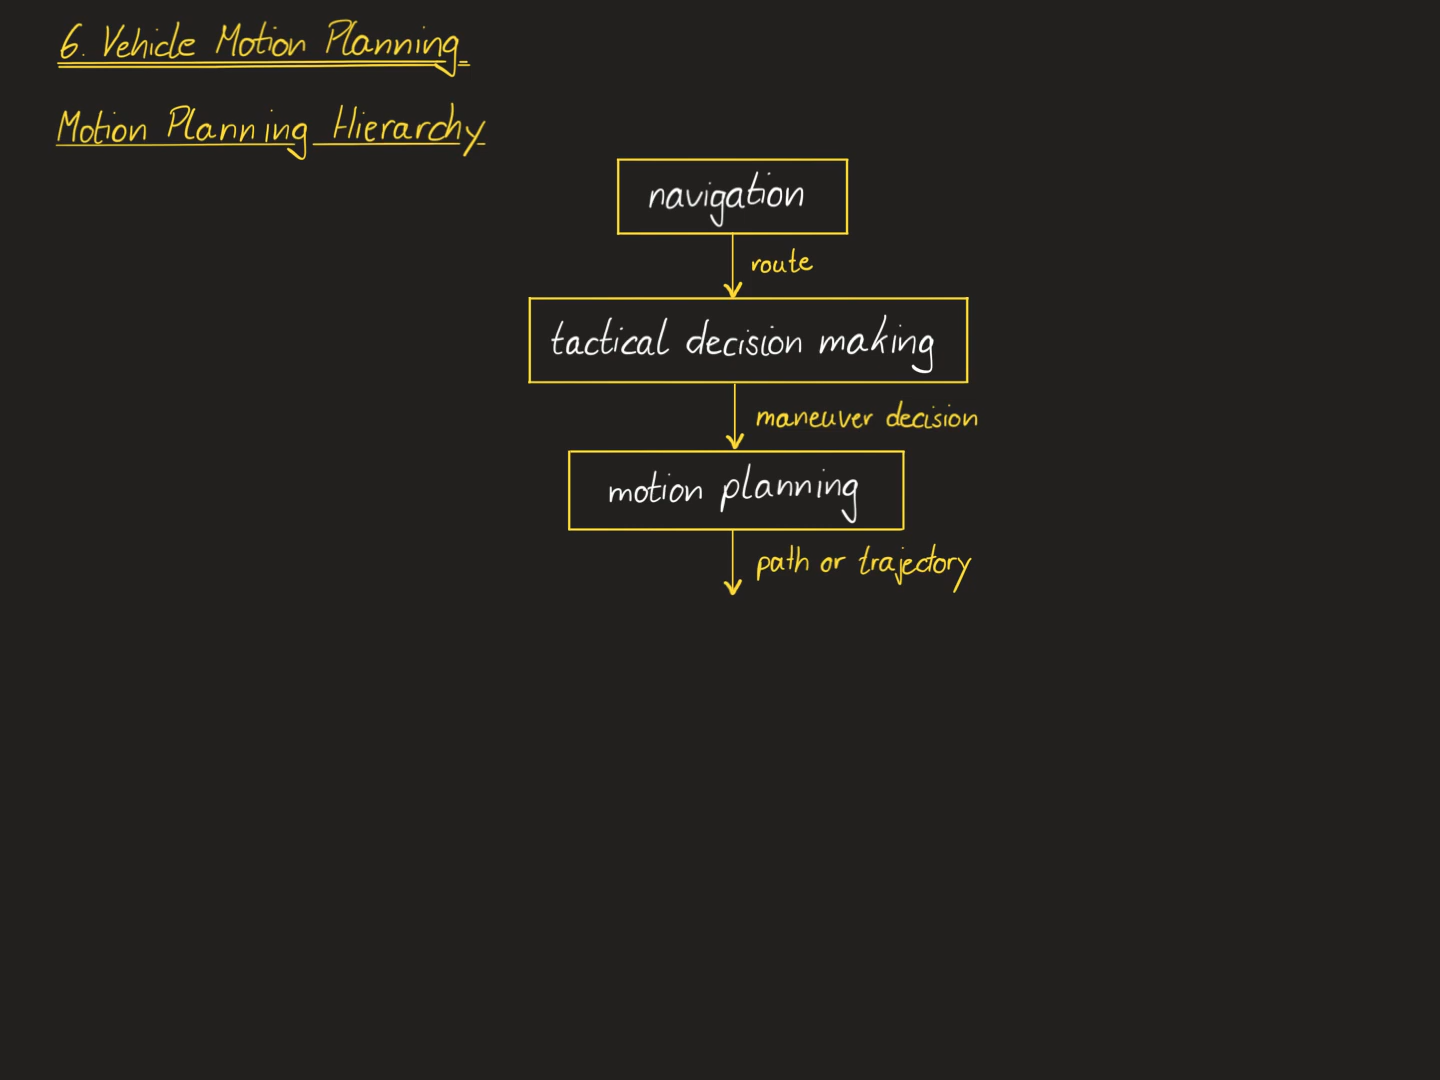 6. Vehicle Motion Planning
Motion Planning Hierarchy
navigation
route
tactical decision making
maneuver decision
motion planning
path or trajectory